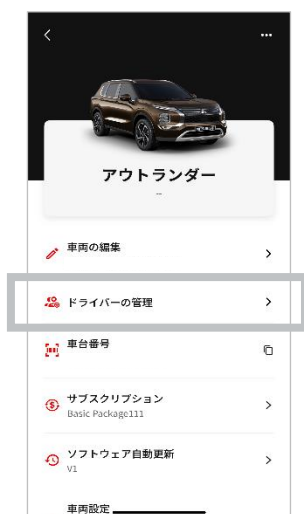 アウトランダー
--
車両の編集
ドライバーの管理
車台番号
サブスクリプション
Basic Package111
ソフトウェア自動更新
V1
車両設定